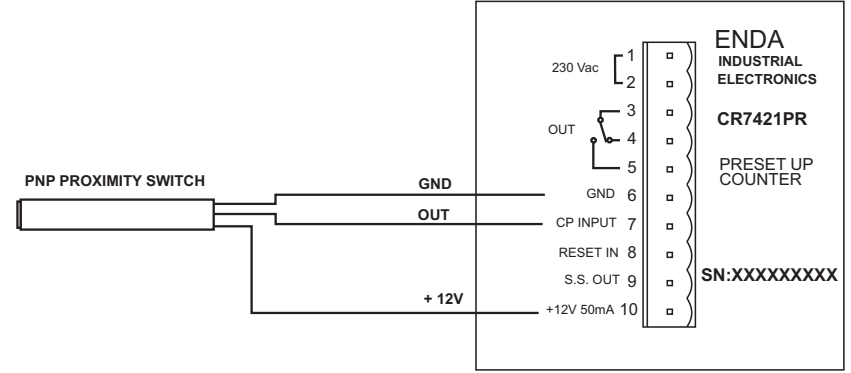 ENDA
INDUSTRIAL
ELECTRONICS
CR7421PR
PRESET UP
COUNTER
SN:XXXXXXXXX
230 Vac
1
2
OUT
3
4
5
PNP PROXIMITY SWITCH
GND
GND 6
OUT
CP INPUT 7
RESET IN 8
S.S. OUT 9
+ 12V
+12V 50mA 10